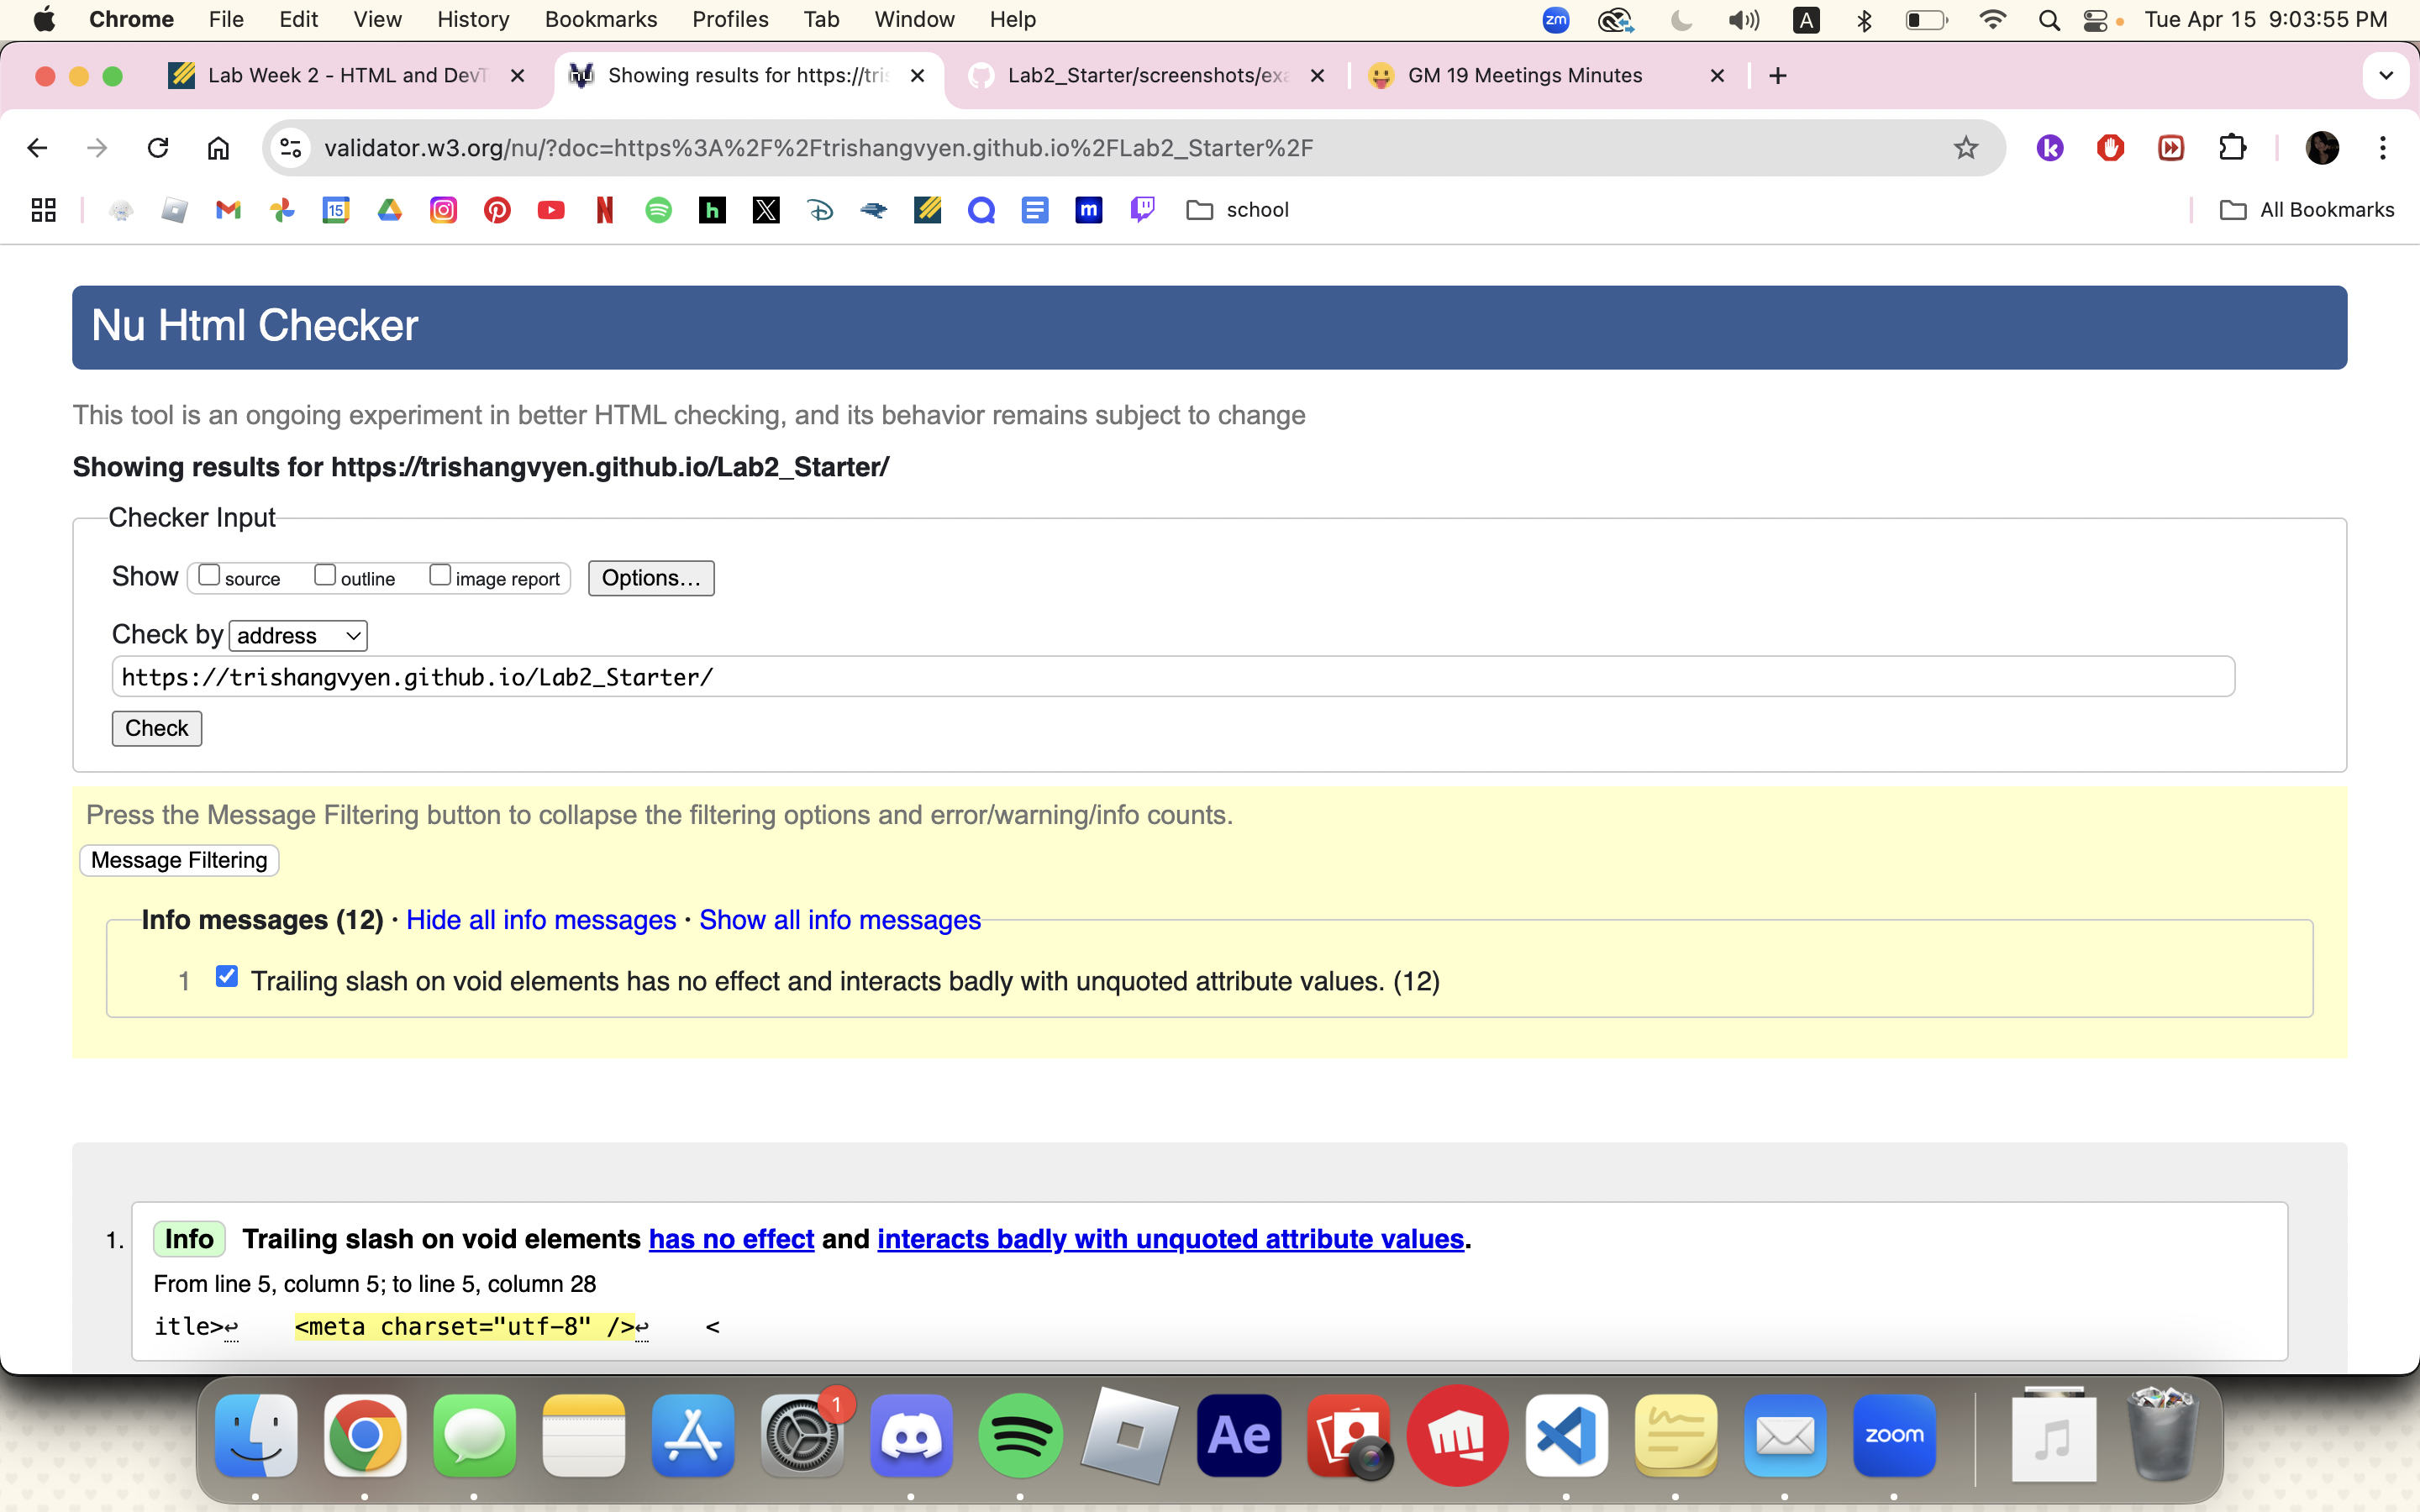 Chrome File Edit View History Bookmarks Profiles Tab Window Help zm A Tue Apr 15 9:03:55 PM
Lab Week 2 - HTML and DevT Showing results for https://tris Lab2_Starter/screenshots/exa GM 19 Meetings Minutes
validator.w3.org/nu/?doc=https%3A%2F%2Ftrishangvyen.github.io%2FLab2_Starter%2F
school All Bookmarks
Nu Html Checker
This tool is an ongoing experiment in better HTML checking, and its behavior remains subject to change
Showing results for https://trishangvyen.github.io/Lab2_Starter/
Checker Input
Show source outline image report Options...
Check by address
https://trishangvyen.github.io/Lab2_Starter/
Check
Press the Message Filtering button to collapse the filtering options and error/warning/info counts.
Message Filtering
Info messages (12) · Hide all info messages · Show all info messages
1 Trailing slash on void elements has no effect and interacts badly with unquoted attribute values. (12)
1. Info Trailing slash on void elements has no effect and interacts badly with unquoted attribute values.
From line 5, column 5; to line 5, column 28
itle>↩ <meta charset="utf-8" />↩ <
1 Ae zoom